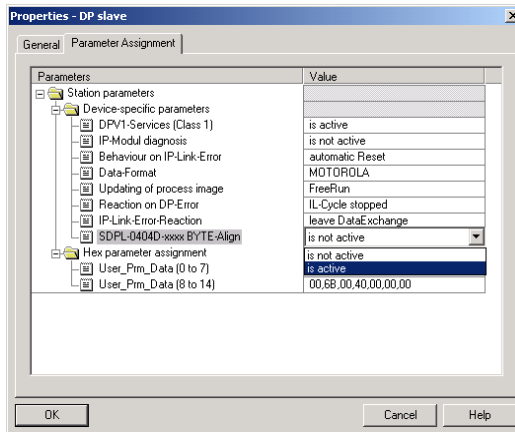 Properties - DP slave
General
Parameter Assignment
Parameters Value
Station parameters
Device-specific parameters
DPV1-Services (Class 1) is active
IP-Modul diagnosis is not active
Behaviour on IP-Link-Error automatic Reset
Data-Format MOTOROLA
Updating of process image FreeRun
Reaction on DP-Error IL-Cycle stopped
IP-Link-Error-Reaction leave DataExchange
SDPL-0404D-xxxx BYTE-Align is not active
Hex parameter assignment is not active
User_Prm_Data (0 to 7) is active
User_Prm_Data (8 to 14) 00,6B,00,40,00,00,00
OK Cancel Help